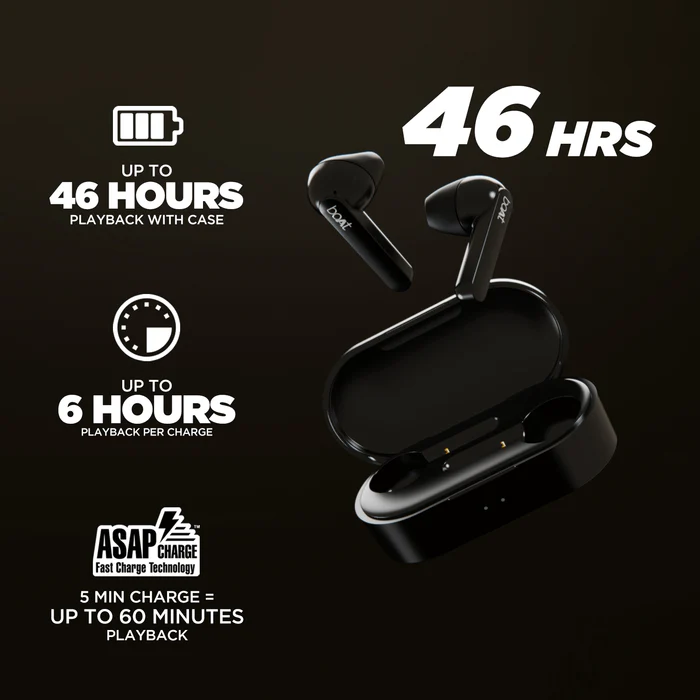 46 HRS
UP TO
46 HOURS
PLAYBACK WITH CASE
boAt
boAt
UP TO
6 HOURS
PLAYBACK PER CHARGE
ASAP CHARGE™
Fast Charge Technology
5 MIN CHARGE =
UP TO 60 MINUTES
PLAYBACK